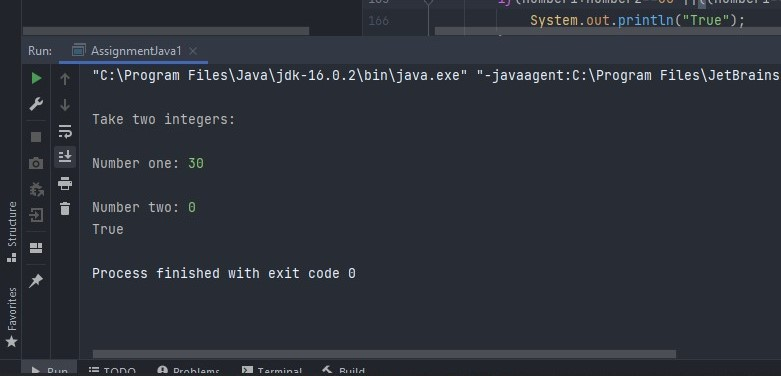 166 System.out.println("True");
Run: AssignmentJava1
"C:\Program Files\Java\jdk-16.0.2\bin\java.exe" "-javaagent:C:\Program Files\JetBrains
Take two integers:
Number one: 30
Number two: 0
True
Process finished with exit code 0
Structure
Favorites
Run TODO Problems Terminal Build